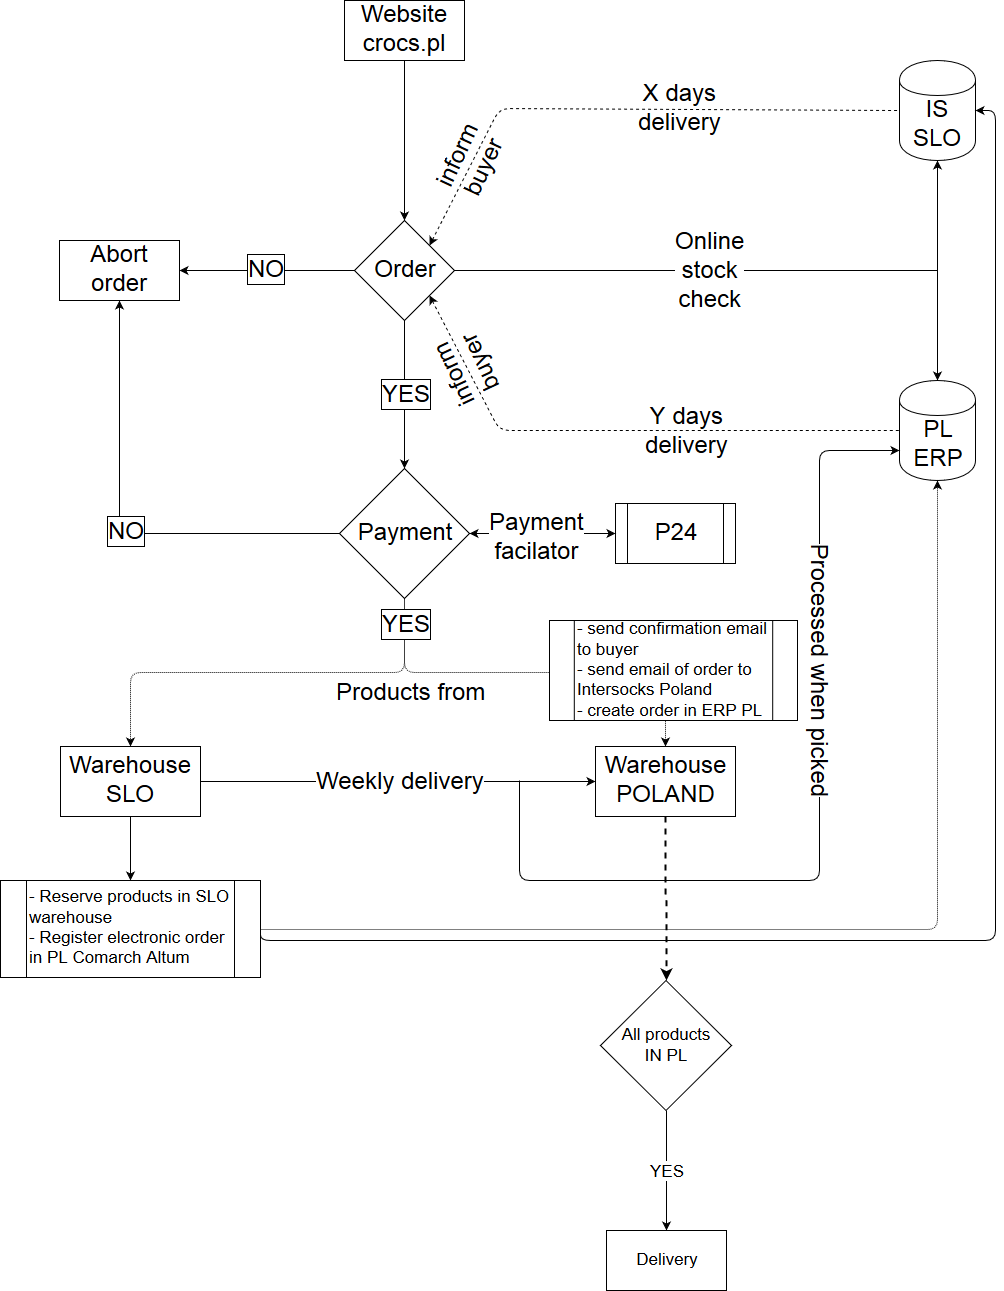 Website
crocs.pl
X days
delivery
IS
SLO
inform
buyer
Online
stock
check
Abort
order
NO
Order
inform
buyer
YES
Y days
delivery
PL
ERP
NO
Payment
Payment
facilator
P24
Processed when picked
YES
- send confirmation email
to buyer
- send email of order to
Intersocks Poland
- create order in ERP PL
Products from
Warehouse
SLO
Weekly delivery
Warehouse
POLAND
- Reserve products in SLO
warehouse
- Register electronic order
in PL Comarch Altum
All products
IN PL
YES
Delivery